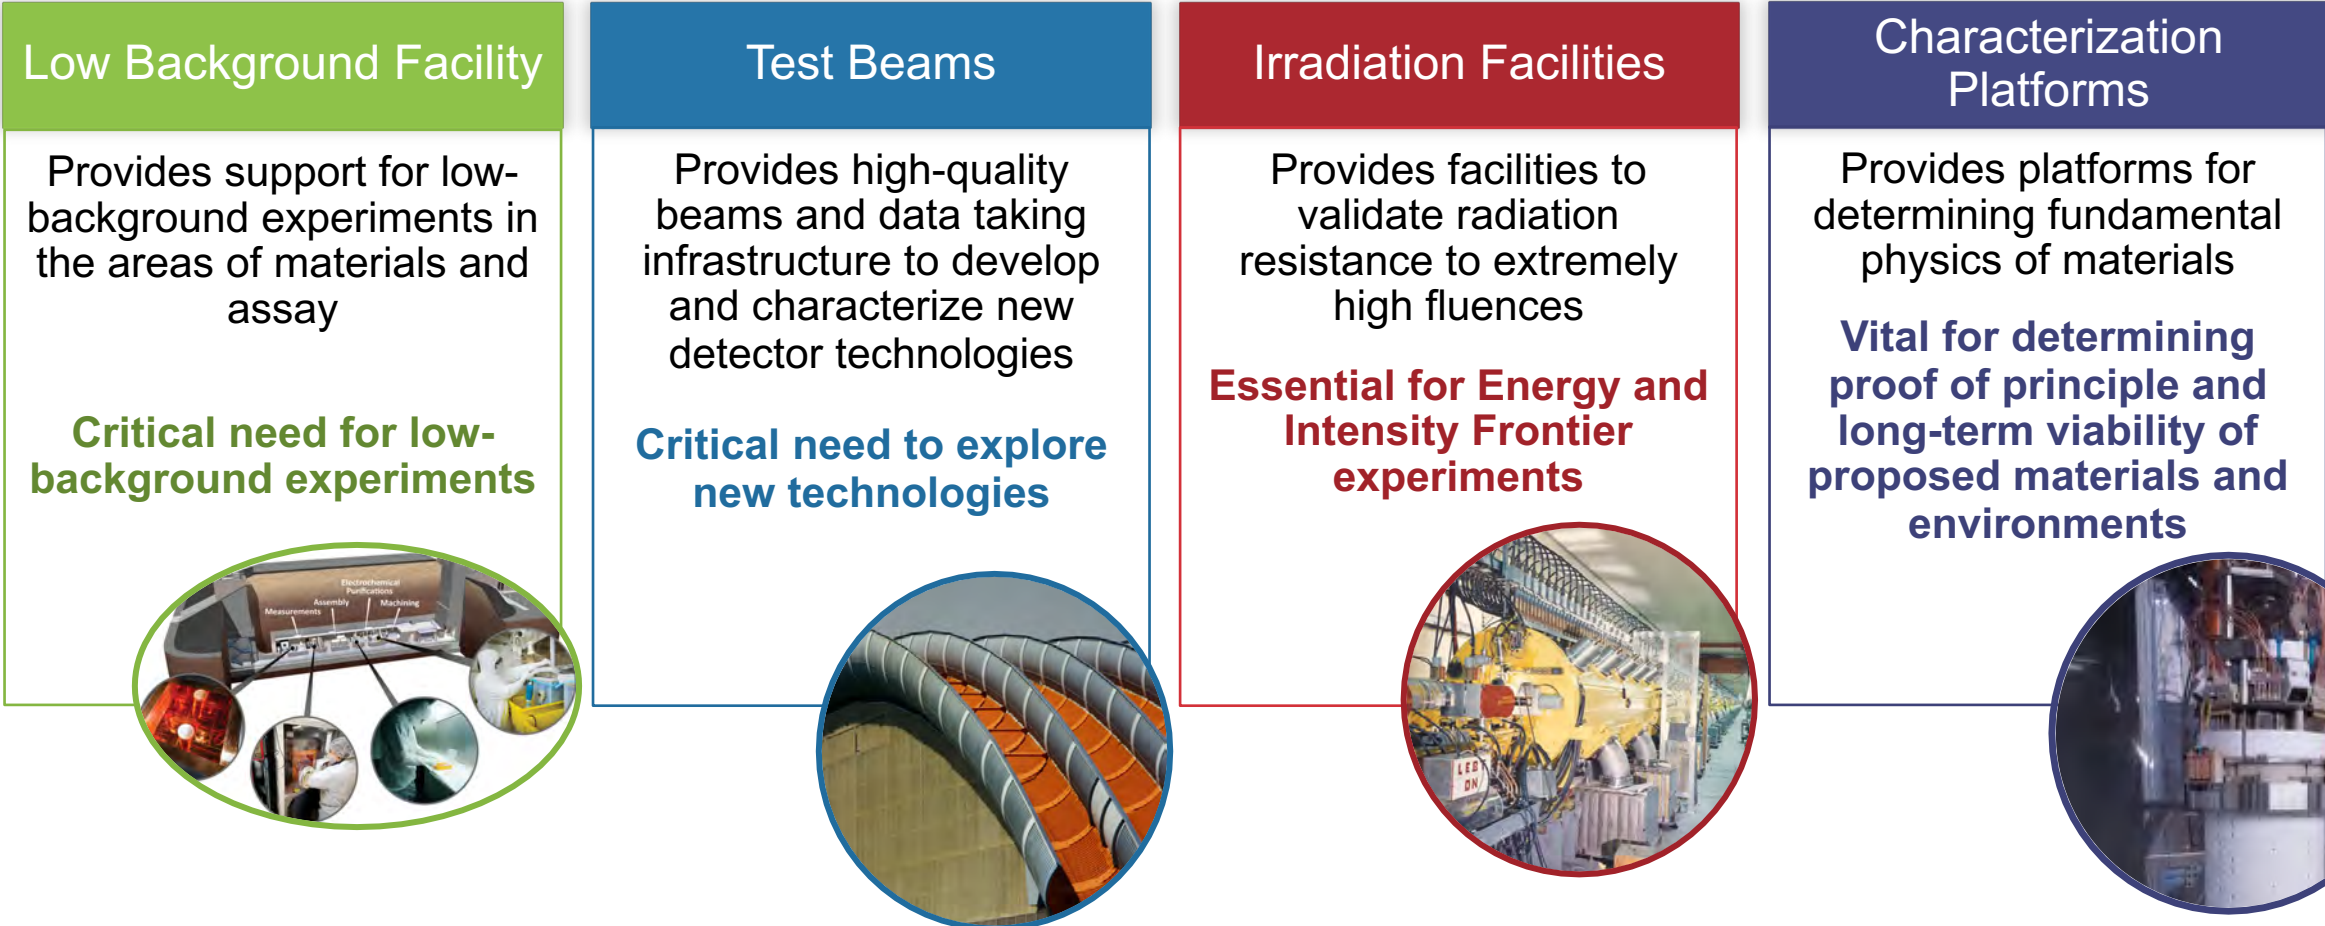 Low Background Facility
Provides support for low-
background experiments in
the areas of materials and
assay
Critical need for low-
background experiments
Electrochemical
Purifications
Assembly
Machining
Measurements
Test Beams
Provides high-quality
beams and data taking
infrastructure to develop
and characterize new
detector technologies
Critical need to explore
new technologies
Irradiation Facilities
Provides facilities to
validate radiation
resistance to extremely
high fluences
Essential for Energy and
Intensity Frontier
experiments
LEB
ON
Characterization
Platforms
Provides platforms for
determining fundamental
physics of materials
Vital for determining
proof of principle and
long-term viability of
proposed materials and
environments